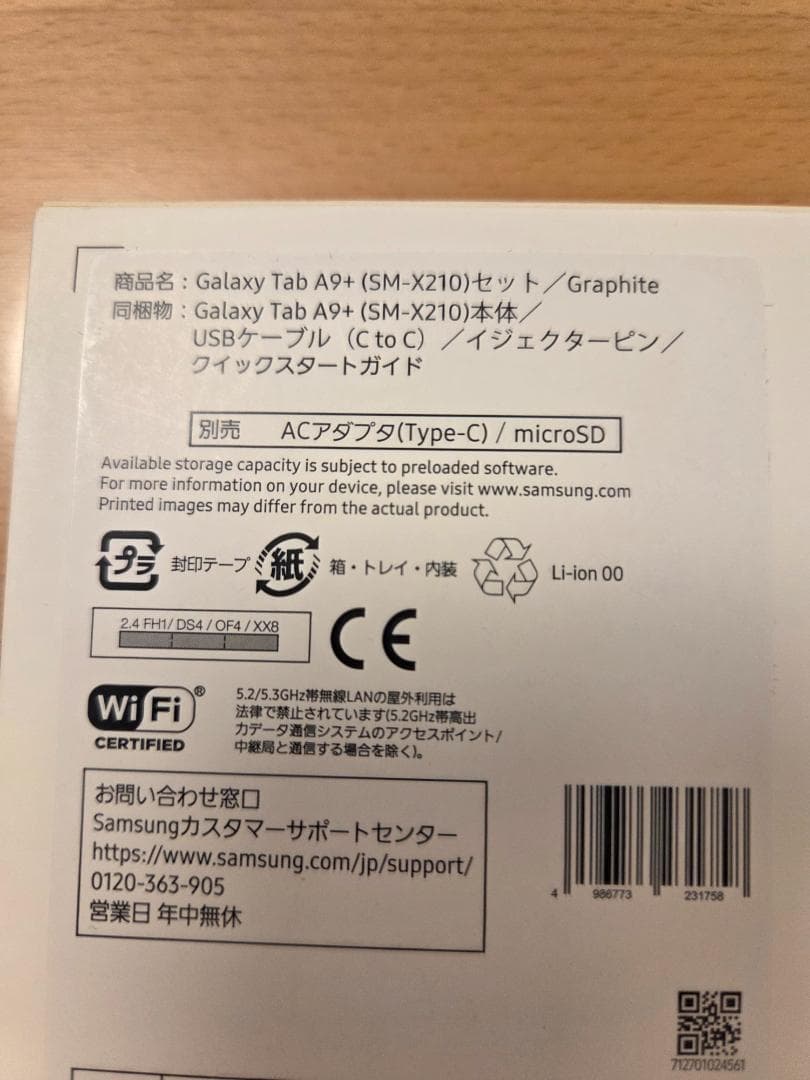 商品名：Galaxy Tab A9+ (SM-X210)セット／Graphite
同梱物：Galaxy Tab A9+ (SM-X210)本体／
USBケーブル（C to C）／イジェクターピン／
クイックスタートガイド
別売 ACアダプタ(Type-C) / microSD
Available storage capacity is subject to preloaded software.
For more information on your device, please visit www.samsung.com
Printed images may differ from the actual product.
プラ 封印テープ 紙 箱・トレイ・内装 Li-ion 00
2.4 FH1/ DS4 / OF4 / XX8
CE
Wi Fi ®
CERTIFIED
5.2/5.3GHz帯無線LANの屋外利用は
法律で禁止されています(5.2GHz帯高出
力データ通信システムのアクセスポイント/
中継局と通信する場合を除く)。
お問い合わせ窓口
Samsungカスタマーサポートセンター
https://www.samsung.com/jp/support/
0120-363-905
営業日 年中無休
4 986773 231758
712701024561